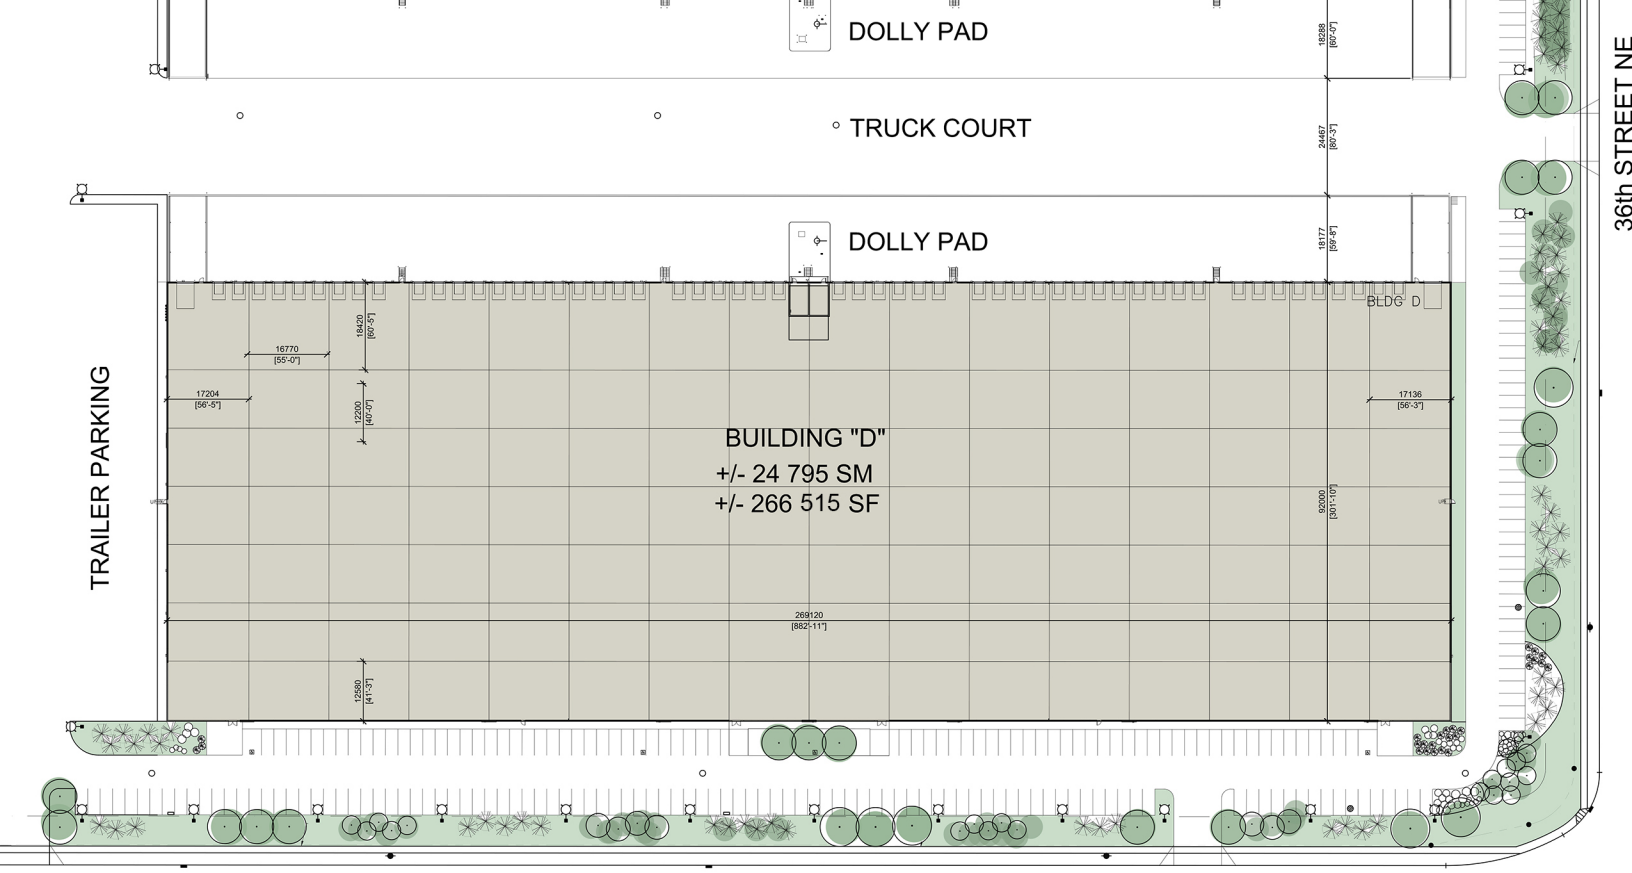 DOLLY PAD
18288
[60'-0"]
36th STREET NE
TRUCK COURT
24467
[80'-3"]
DOLLY PAD
18177
[59'-8"]
BLDG D
18420
[60'-5"]
16770
[55'-0"]
17204
[56'-5"]
12200
[40'-0"]
17136
[56'-3"]
TRAILER PARKING
BUILDING "D"
+/- 24 795 SM
+/- 266 515 SF
92000
[301'-10"]
269120
[882'-11"]
12580
[41'-3"]